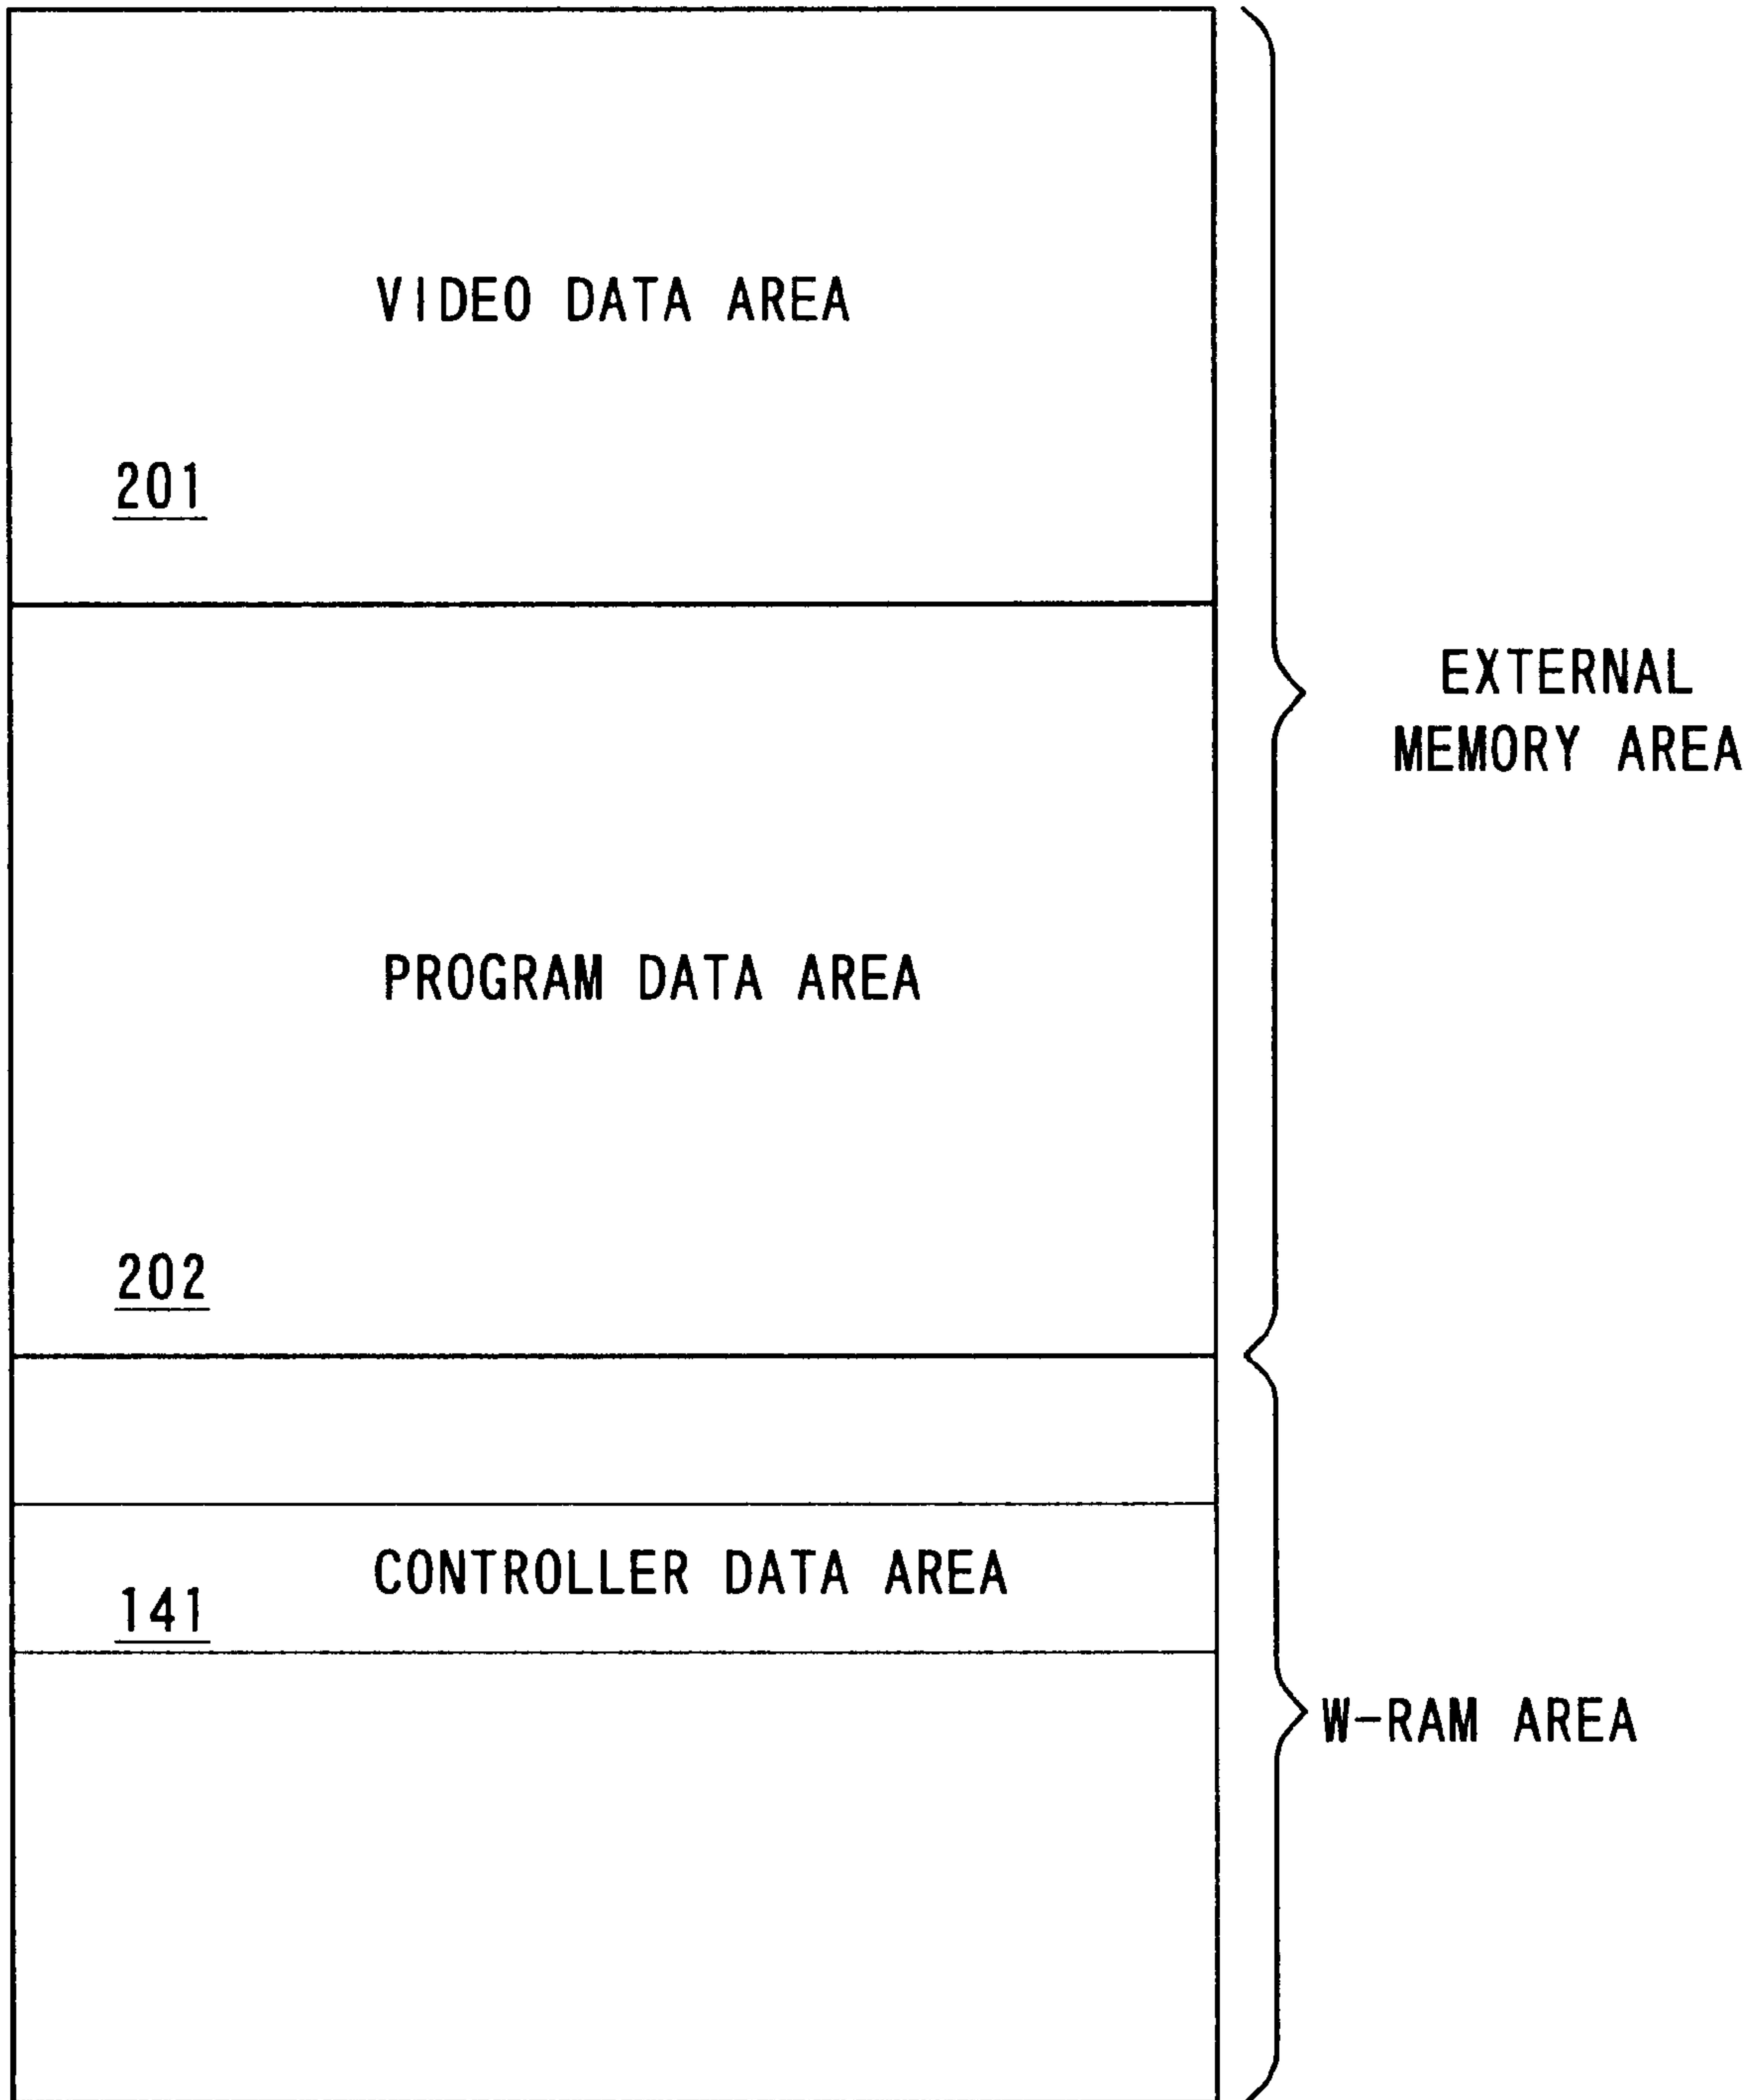 VIDEO DATA AREA
201
EXTERNAL
MEMORY AREA
PROGRAM DATA AREA
202
CONTROLLER DATA AREA
141
W-RAM AREA